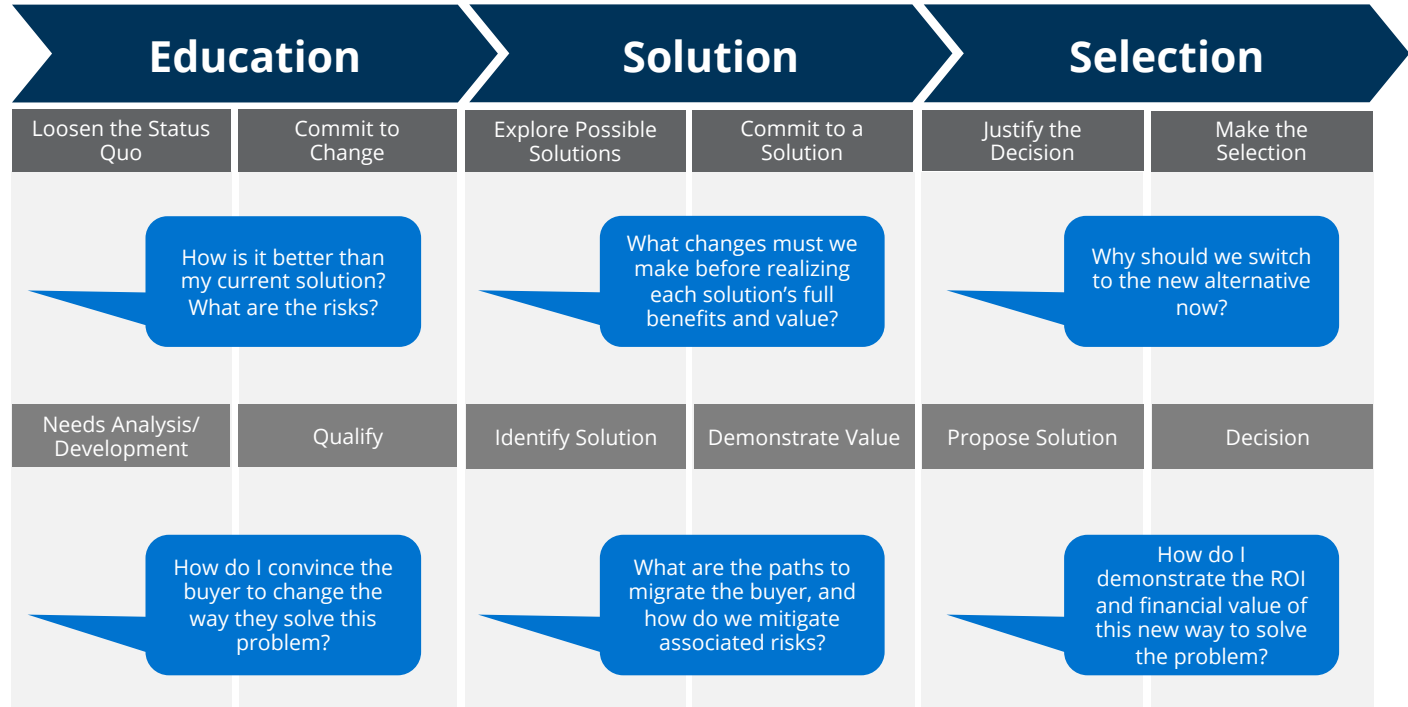 Education
Solution
Selection
Loosen the Status
Quo
Commit to
Change
Explore Possible
Solutions
Commit to a
Solution
Justify the
Decision
Make the
Selection
How is it better than
my current solution?
What are the risks?
What changes must we
make before realizing
each solution’s full
benefits and value?
Why should we switch
to the new alternative
now?
Needs Analysis/
Development
Qualify
Identify Solution
Demonstrate Value
Propose Solution
Decision
How do I convince the
buyer to change the
way they solve this
problem?
What are the paths to
migrate the buyer, and
how do we mitigate
associated risks?
How do I
demonstrate the ROI
and financial value of
this new way to solve
the problem?